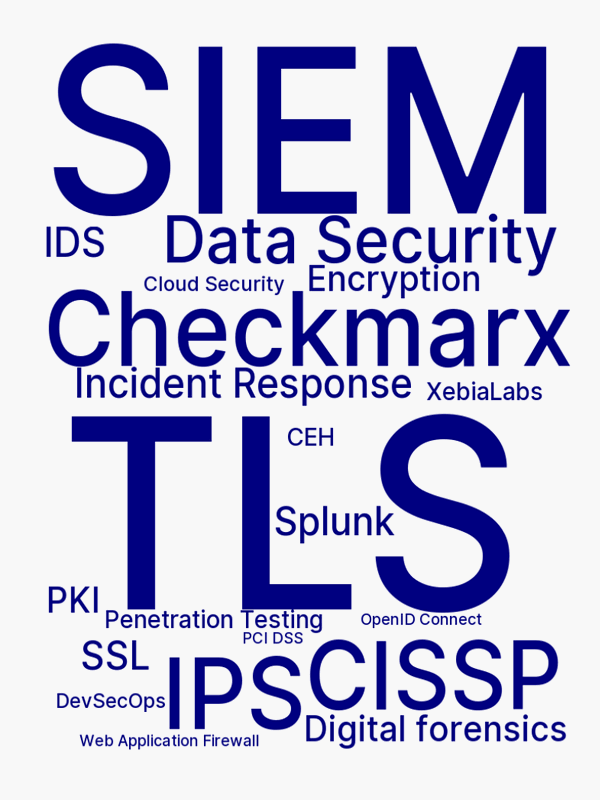 SIEM
IDS
Data Security
Cloud Security
Encryption
Checkmarx
Incident Response
XebiaLabs
TLS
CEH
Splunk
PKI
Penetration Testing
OpenID Connect
PCI DSS
SSL
IPS
CISSP
DevSecOps
Digital forensics
Web Application Firewall